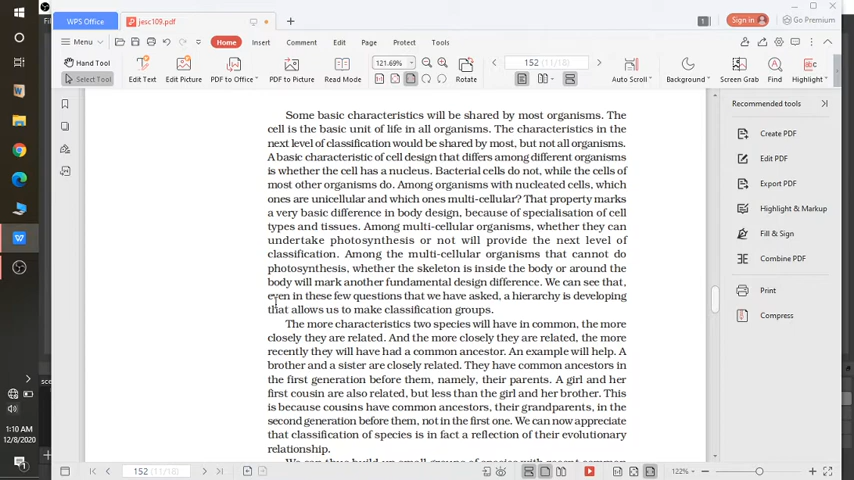 WPS Office
jesc109.pdf
1
Sign in
Go Premium
Menu
Home
Insert
Comment
Edit
Page
Protect
Tools
Hand Tool
Select Tool
Edit Text
Edit Picture
PDF to Office
PDF to Picture
Read Mode
121.69%
Rotate
152 (11/18)
Auto Scroll
Background
Screen Grab
Find
Highlight
Some basic characteristics will be shared by most organisms. The
cell is the basic unit of life in all organisms. The characteristics in the
next level of classification would be shared by most, but not all organisms.
A basic characteristic of cell design that differs among different organisms
is whether the cell has a nucleus. Bacterial cells do not, while the cells of
most other organisms do. Among organisms with nucleated cells, which
ones are unicellular and which ones multi-cellular? That property marks
a very basic difference in body design, because of specialisation of cell
types and tissues. Among multi-cellular organisms, whether they can
undertake photosynthesis or not will provide the next level of
classification. Among the multi-cellular organisms that cannot do
photosynthesis, whether the skeleton is inside the body or around the
body will mark another fundamental design difference. We can see that,
even in these few questions that we have asked, a hierarchy is developing
that allows us to make classification groups.
The more characteristics two species will have in common, the more
closely they are related. And the more closely they are related, the more
recently they will have had a common ancestor. An example will help. A
brother and a sister are closely related. They have common ancestors in
the first generation before them, namely, their parents. A girl and her
first cousin are also related, but less than the girl and her brother. This
is because cousins have common ancestors, their grandparents, in the
second generation before them, not in the first one. We can now appreciate
that classification of species is in fact a reflection of their evolutionary
relationship.
We can thus build up small groups of species with recent common
Recommended tools
Create PDF
Edit PDF
Export PDF
Highlight & Markup
Fill & Sign
Combine PDF
Print
Compress
1:10 AM
12/8/2020
152 (11/18)
122%